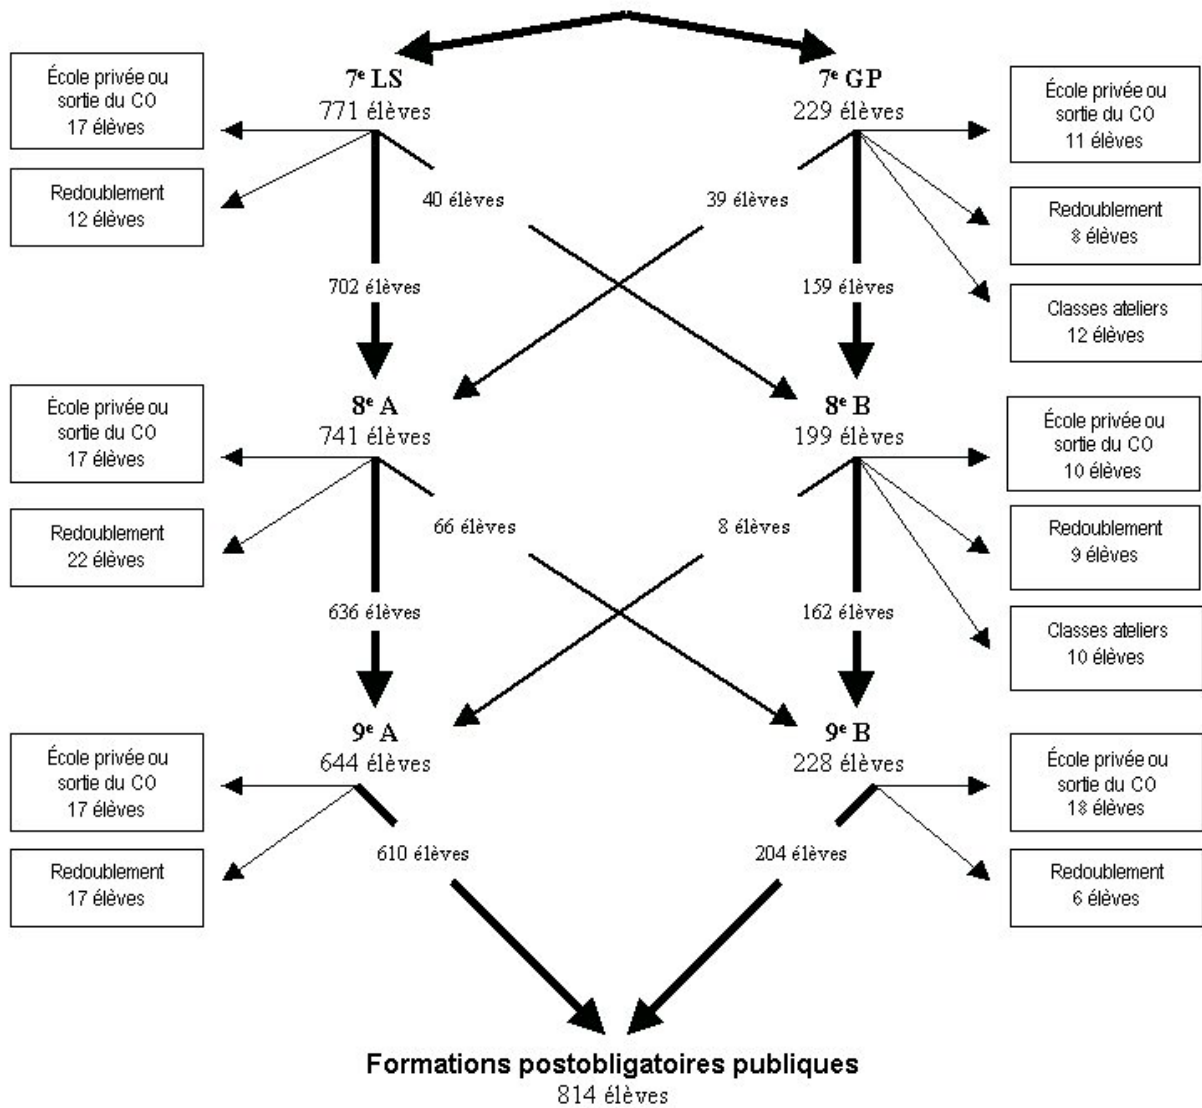 7e LS
771 élèves
7e GP
229 élèves
École privée ou
sortie du CO
17 élèves
École privée ou
sortie du CO
11 élèves
Redoublement
12 élèves
40 élèves
39 élèves
Redoublement
8 élèves
702 élèves
159 élèves
Classes ateliers
12 élèves
8e A
741 élèves
8e B
199 élèves
École privée ou
sortie du CO
17 élèves
École privée ou
sortie du CO
10 élèves
Redoublement
22 élèves
66 élèves
8 élèves
Redoublement
9 élèves
636 élèves
162 élèves
Classes ateliers
10 élèves
9e A
644 élèves
9e B
228 élèves
École privée ou
sortie du CO
17 élèves
École privée ou
sortie du CO
18 élèves
Redoublement
17 élèves
610 élèves
204 élèves
Redoublement
6 élèves
Formations postobligatoires publiques
814 élèves